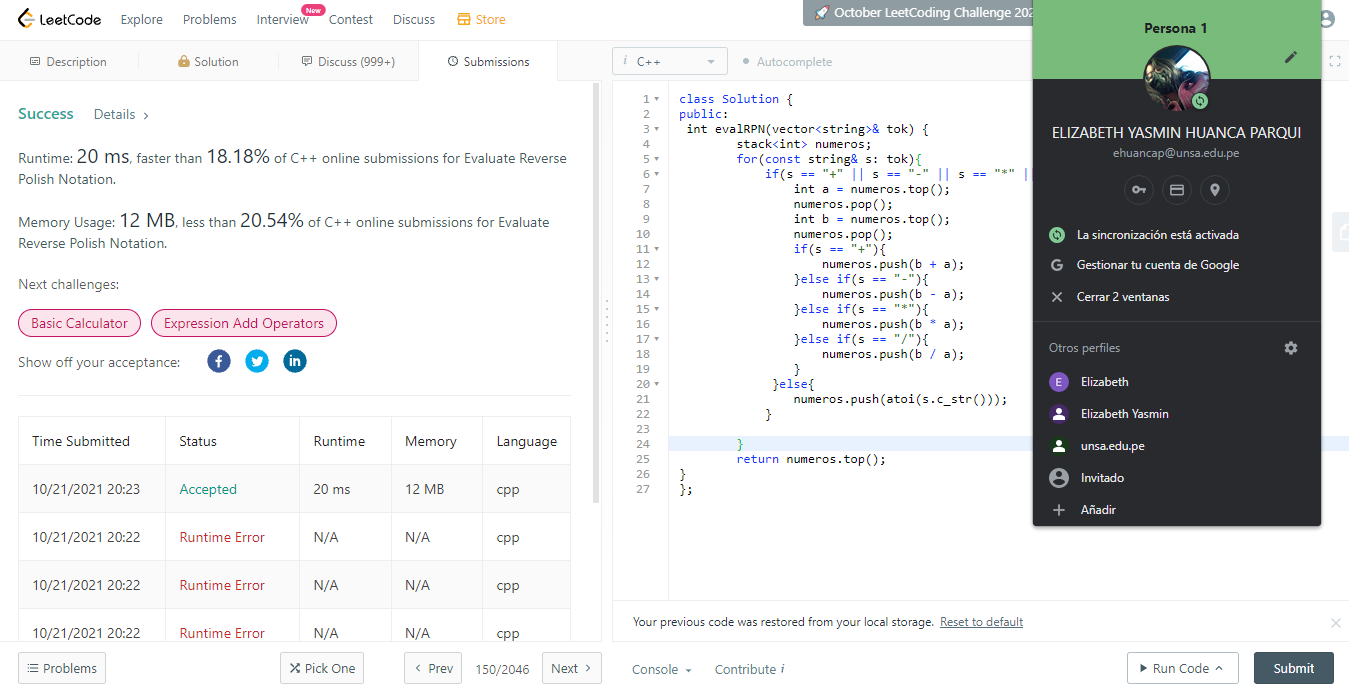 LeetCode Explore Problems Interview New Contest Discuss Store
🚀 October LeetCoding Challenge 202
Description Solution Discuss (999+) Submissions
Success Details >
Runtime: 20 ms, faster than 18.18% of C++ online submissions for Evaluate Reverse
Polish Notation.
Memory Usage: 12 MB, less than 20.54% of C++ online submissions for Evaluate
Reverse Polish Notation.
Next challenges:
Basic Calculator Expression Add Operators
Show off your acceptance:
Time Submitted Status Runtime Memory Language
10/21/2021 20:23 Accepted 20 ms 12 MB cpp
10/21/2021 20:22 Runtime Error N/A N/A cpp
10/21/2021 20:22 Runtime Error N/A N/A cpp
10/21/2021 20:22 Runtime Error N/A N/A cpp
Problems Pick One < Prev 150/2046 Next >
i C++ Autocomplete
1 class Solution {
2 public:
3 int evalRPN(vector<string>& tok) {
4 stack<int> numeros;
5 for(const string& s: tok){
6 if(s == "+" || s == "-" || s == "*" |
7 int a = numeros.top();
8 numeros.pop();
9 int b = numeros.top();
10 numeros.pop();
11 if(s == "+"){
12 numeros.push(b + a);
13 }else if(s == "-"){
14 numeros.push(b - a);
15 }else if(s == "*"){
16 numeros.push(b * a);
17 }else if(s == "/"){
18 numeros.push(b / a);
19 }
20 }else{
21 numeros.push(atoi(s.c_str()));
22 }
23
24 }
25 return numeros.top();
26 }
27 };
Your previous code was restored from your local storage. Reset to default
Console Contribute i Run Code Submit
Persona 1
ELIZABETH YASMIN HUANCA PARQUI
ehuancap@unsa.edu.pe
La sincronización está activada
Gestionar tu cuenta de Google
Cerrar 2 ventanas
Otros perfiles
E Elizabeth
Elizabeth Yasmin
unsa.edu.pe
Invitado
Añadir